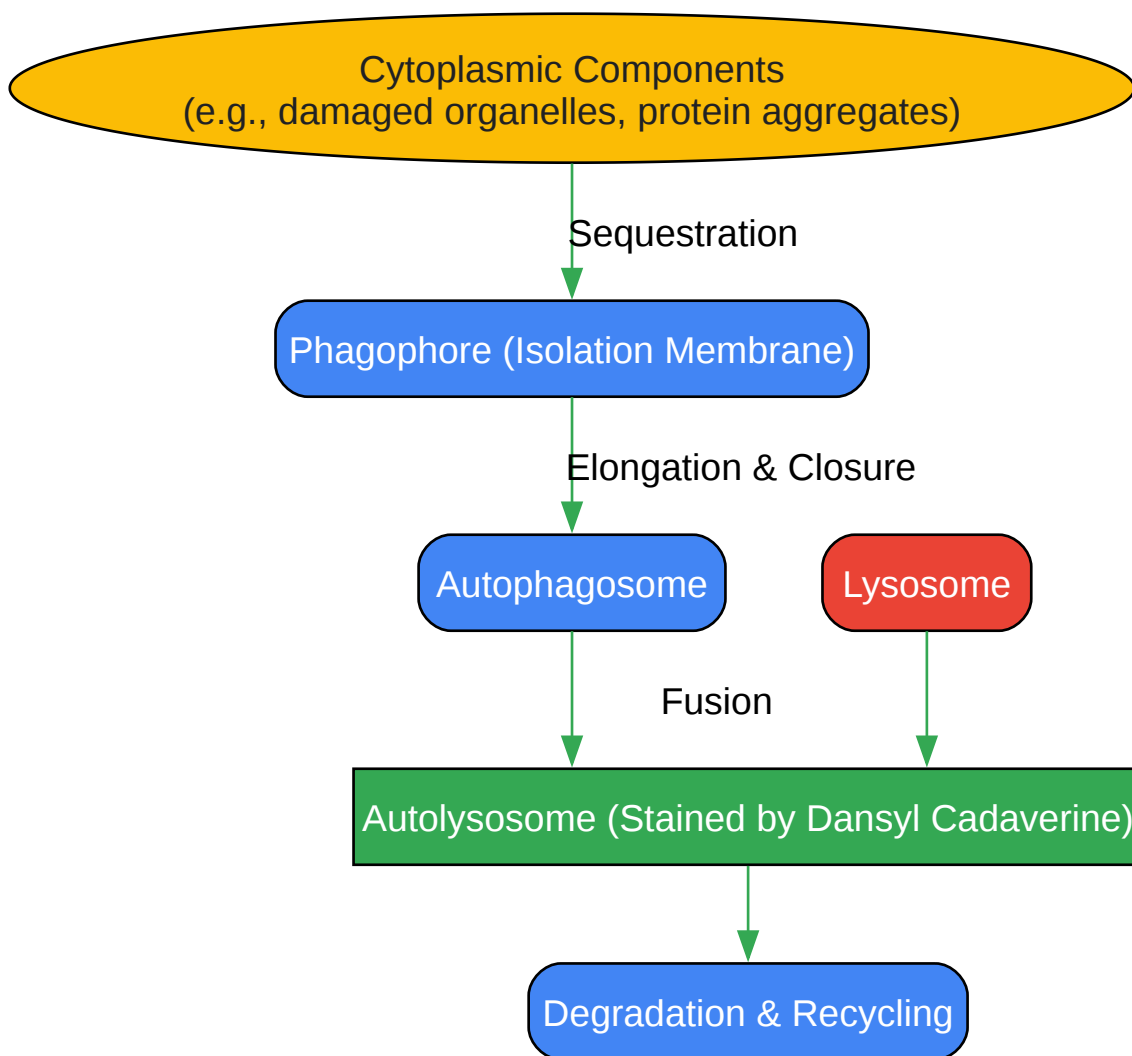 Cytoplasmic Components
(e.g., damaged organelles, protein aggregates)
Sequestration
Phagophore (Isolation Membrane)
Elongation & Closure
Autophagosome
Lysosome
Fusion
Autolysosome (Stained by Dansyl Cadaverine)
Degradation & Recycling